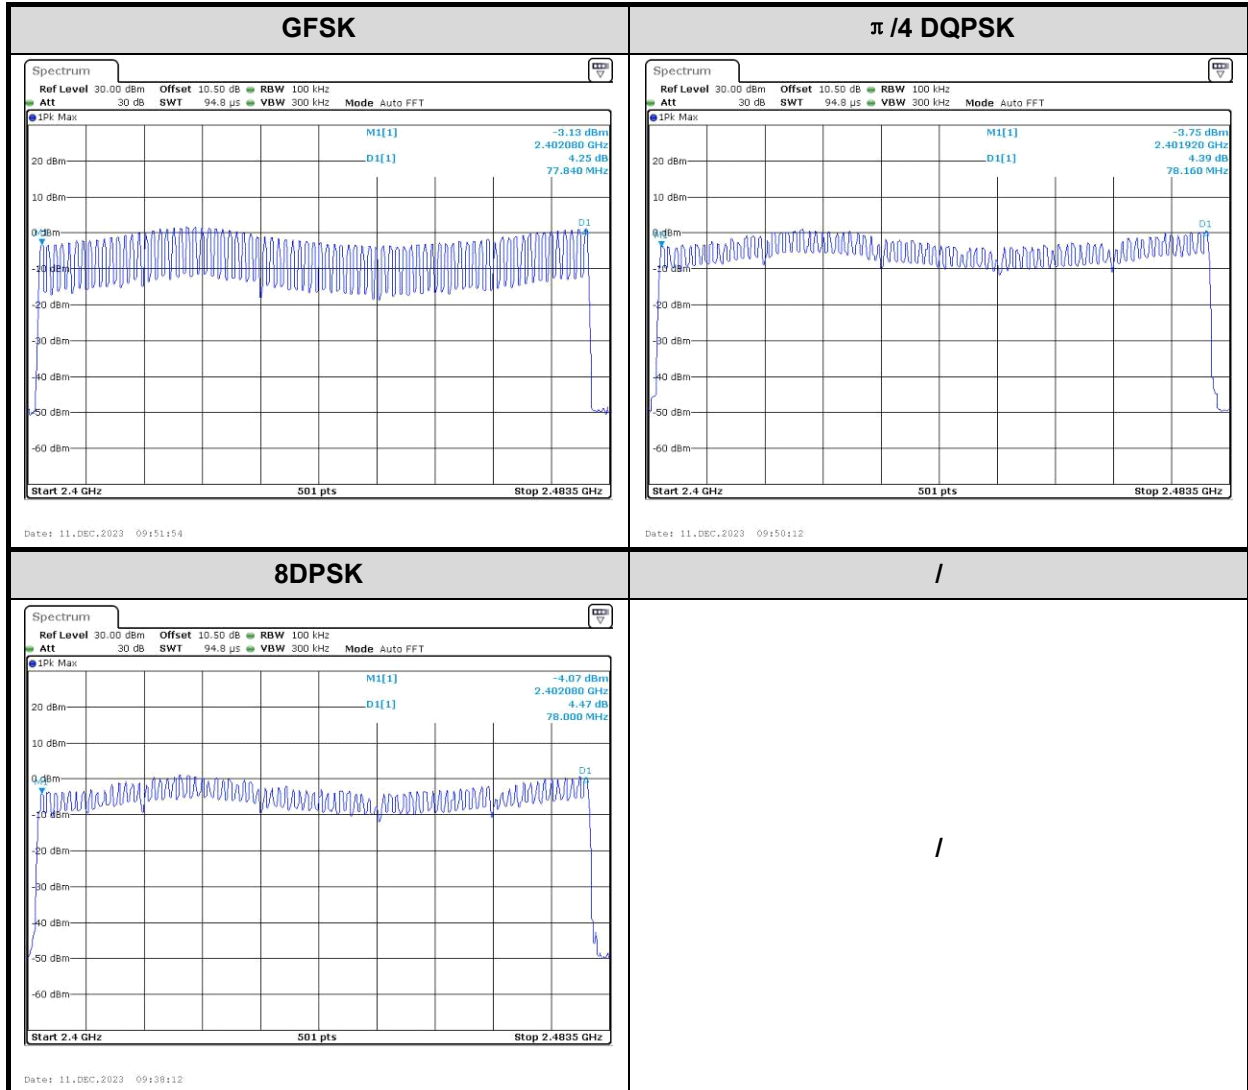 GFSK
π/4 DQPSK
Spectrum
Ref Level 30.00 dBm Offset 10.50 dB RBW 100 kHz
Att 30 dB SWT 94.8 µs VBW 300 kHz Mode Auto FFT
1Pk Max
M1[1] -3.13 dBm
2.402080 GHz
D1[1] 4.25 dB
77.840 MHz
20 dBm
10 dBm
0 dBm
M1
D1
-10 dBm
-20 dBm
-30 dBm
-40 dBm
-50 dBm
-60 dBm
Start 2.4 GHz 501 pts Stop 2.4835 GHz
Date: 11.DEC.2023 09:51:54
Spectrum
Ref Level 30.00 dBm Offset 10.50 dB RBW 100 kHz
Att 30 dB SWT 94.8 µs VBW 300 kHz Mode Auto FFT
1Pk Max
M1[1] -3.75 dBm
2.401920 GHz
D1[1] 4.39 dB
78.160 MHz
20 dBm
10 dBm
0 dBm
M1
D1
-10 dBm
-20 dBm
-30 dBm
-40 dBm
-50 dBm
-60 dBm
Start 2.4 GHz 501 pts Stop 2.4835 GHz
Date: 11.DEC.2023 09:50:12
8DPSK
/
Spectrum
Ref Level 30.00 dBm Offset 10.50 dB RBW 100 kHz
Att 30 dB SWT 94.8 µs VBW 300 kHz Mode Auto FFT
1Pk Max
M1[1] -4.07 dBm
2.402080 GHz
D1[1] 4.47 dB
78.000 MHz
20 dBm
10 dBm
0 dBm
M1
D1
-10 dBm
-20 dBm
-30 dBm
-40 dBm
-50 dBm
-60 dBm
Start 2.4 GHz 501 pts Stop 2.4835 GHz
Date: 11.DEC.2023 09:38:12
/